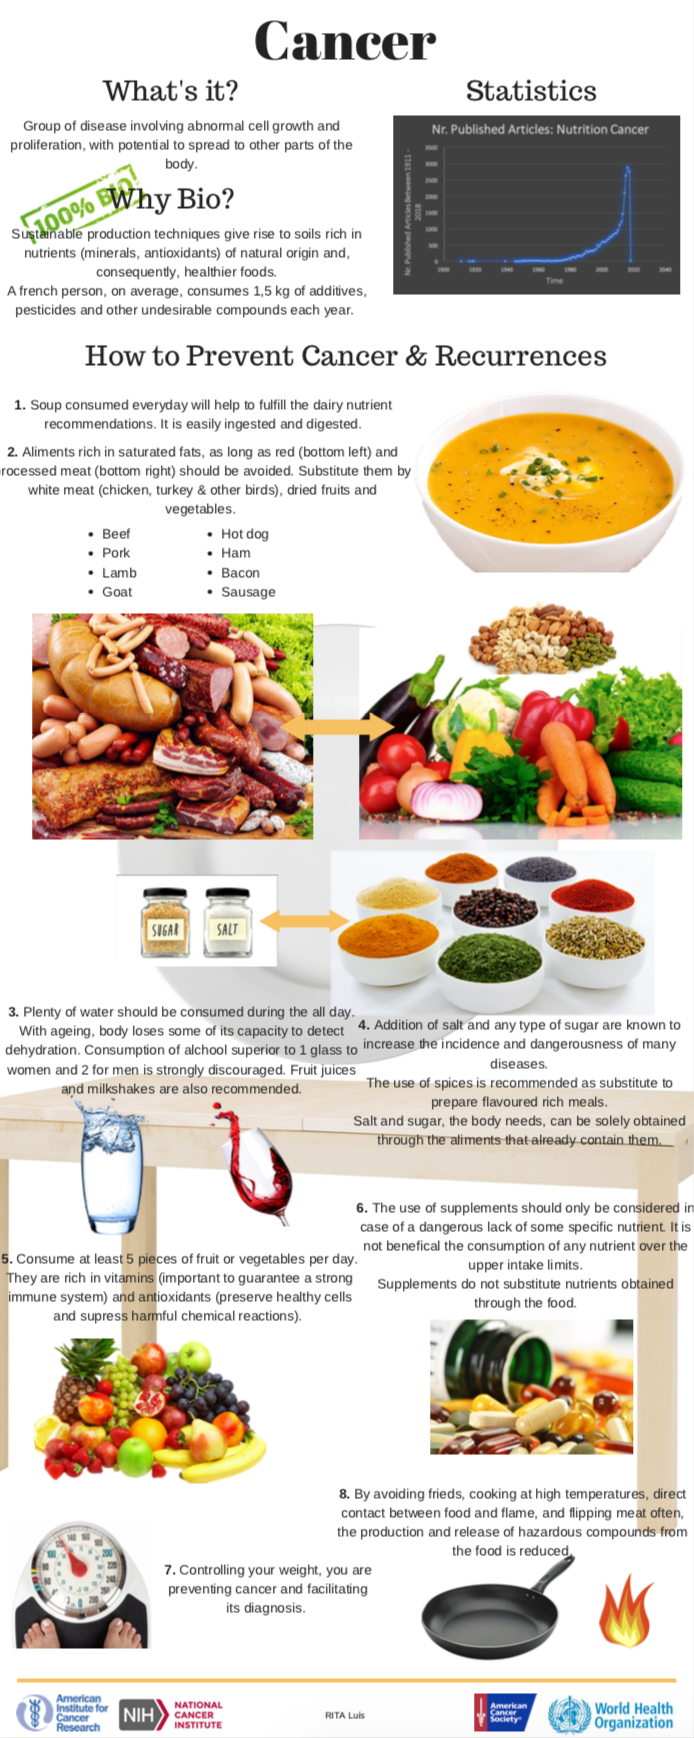 Cancer
What's it?
Group of disease involving abnormal cell growth and
proliferation, with potential to spread to other parts of the
body.
100% BIO
Why Bio?
Sustainable production techniques give rise to soils rich in
nutrients (minerals, antioxidants) of natural origin and,
consequently, healthier foods.
A french person, on average, consumes 1,5 kg of additives,
pesticides and other undesirable compounds each year.
Statistics
Nr. Published Articles: Nutrition Cancer
Nr. Published Articles Between 1911 -
2018
3500
3000
2500
2000
1500
1000
500
0
1900 1920 1940 1960 1980 2000 2020 2040
Time
How to Prevent Cancer & Recurrences
1. Soup consumed everyday will help to fulfill the dairy nutrient
recommendations. It is easily ingested and digested.
2. Aliments rich in saturated fats, as long as red (bottom left) and
rocessed meat (bottom right) should be avoided. Substitute them by
white meat (chicken, turkey & other birds), dried fruits and
vegetables.
• Beef
• Pork
• Lamb
• Goat
• Hot dog
• Ham
• Bacon
• Sausage
SUGAR
SALT
3. Plenty of water should be consumed during the all day.
With ageing, body loses some of its capacity to detect
dehydration. Consumption of alchool superior to 1 glass to
women and 2 for men is strongly discouraged. Fruit juices
and milkshakes are also recommended.
4. Addition of salt and any type of sugar are known to
increase the incidence and dangerousness of many
diseases.
The use of spices is recommended as substitute to
prepare flavoured rich meals.
Salt and sugar, the body needs, can be solely obtained
through the aliments that already contain them.
5. Consume at least 5 pieces of fruit or vegetables per day.
They are rich in vitamins (important to guarantee a strong
immune system) and antioxidants (preserve healthy cells
and supress harmful chemical reactions).
6. The use of supplements should only be considered in
case of a dangerous lack of some specific nutrient. It is
not benefical the consumption of any nutrient over the
upper intake limits.
Supplements do not substitute nutrients obtained
through the food.
7. Controlling your weight, you are
preventing cancer and facilitating
its diagnosis.
8. By avoiding frieds, cooking at high temperatures, direct
contact between food and flame, and flipping meat often,
the production and release of hazardous compounds from
the food is reduced.
American
Institute for
Cancer
Research
NIH
NATIONAL
CANCER
INSTITUTE
RITA Luís
American
Cancer
Society®
World Health
Organization